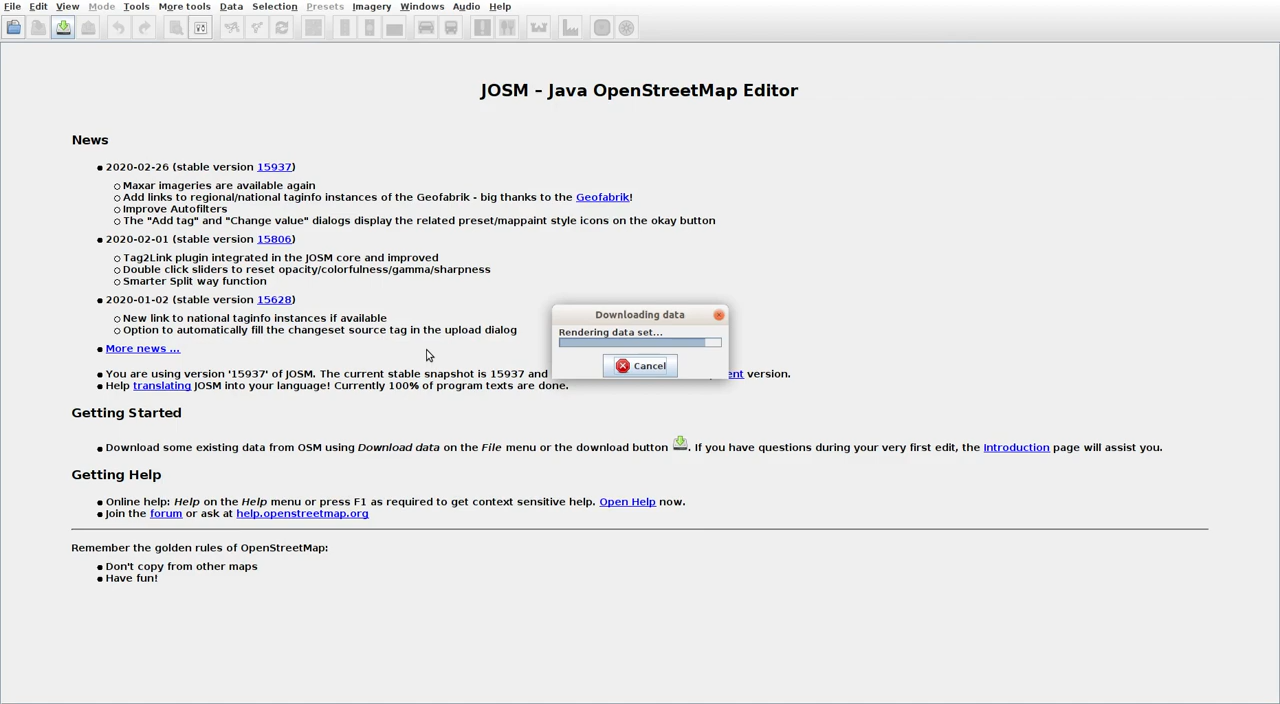 File Edit View Mode Tools More tools Data Selection Presets Imagery Windows Audio Help
JOSM – Java OpenStreetMap Editor
News
2020-02-26 (stable version 15937)
Maxar imageries are available again
Add links to regional/national taginfo instances of the Geofabrik - big thanks to the Geofabrik!
Improve Autofilters
The "Add tag" and "Change value" dialogs display the related preset/mappaint style icons on the okay button
2020-02-01 (stable version 15806)
Tag2Link plugin integrated in the JOSM core and improved
Double click sliders to reset opacity/colorfulness/gamma/sharpness
Smarter Split way function
2020-01-02 (stable version 15628)
New link to national taginfo instances if available
Option to automatically fill the changeset source tag in the upload dialog
More news ...
Downloading data
Rendering data set...
Cancel
You are using version '15937' of JOSM. The current stable snapshot is 15937 and ent version.
Help translating JOSM into your language! Currently 100% of program texts are done.
Getting Started
Download some existing data from OSM using Download data on the File menu or the download button . If you have questions during your very first edit, the Introduction page will assist you.
Getting Help
Online help: Help on the Help menu or press F1 as required to get context sensitive help. Open Help now.
Join the forum or ask at help.openstreetmap.org
Remember the golden rules of OpenStreetMap:
Don't copy from other maps
Have fun!